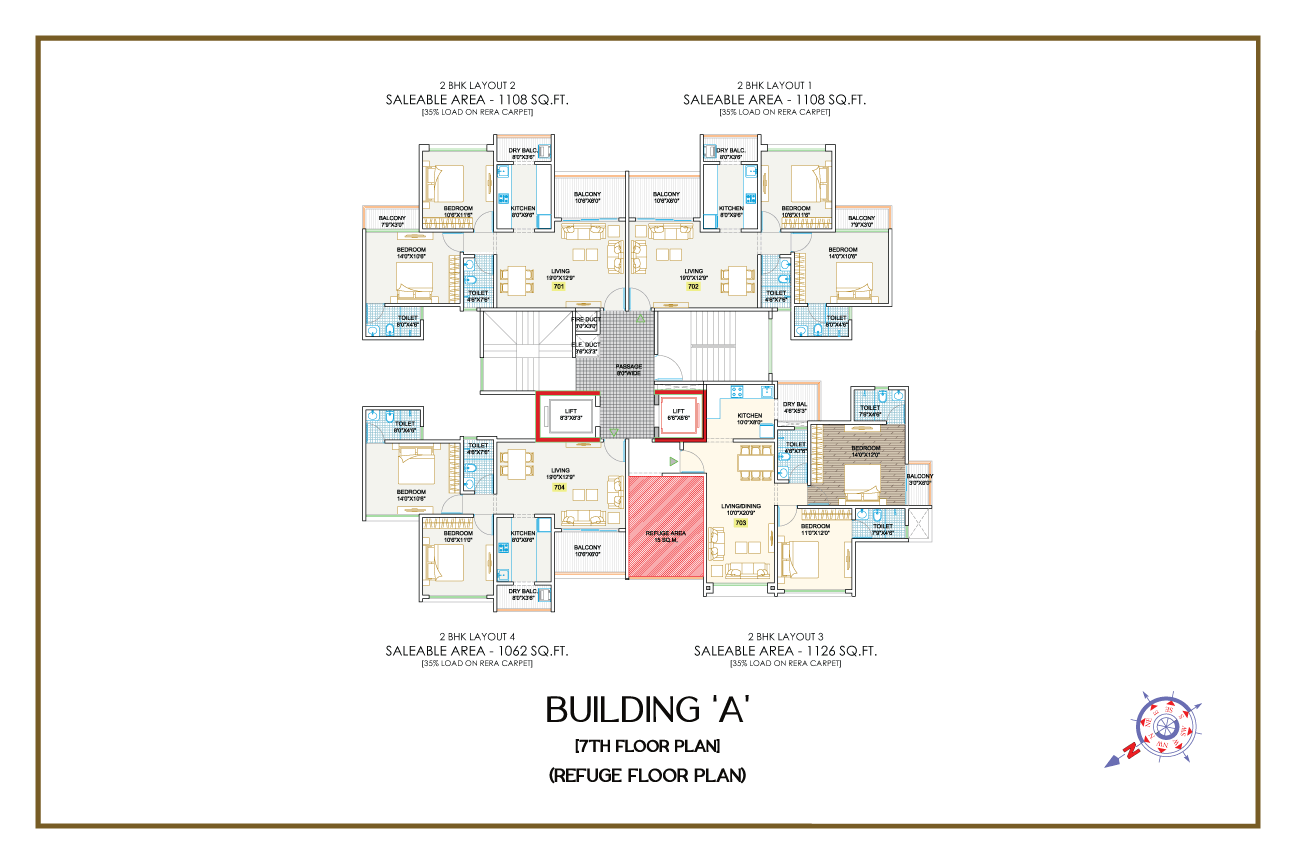 2 BHK LAYOUT 2
SALEABLE AREA - 1108 SQ.FT.
[35% LOAD ON RERA CARPET]
2 BHK LAYOUT 1
SALEABLE AREA - 1108 SQ.FT.
[35% LOAD ON RERA CARPET]
DRY BALC.
8'0"X3'6"
BALCONY
10'6"X6'0"
BEDROOM
10'6"X11'6"
KITCHEN
8'0"X9'6"
BALCONY
7'9"X3'0"
BEDROOM
14'0"X10'6"
LIVING
19'0"X12'9"
701
TOILET
4'6"X7'6"
TOILET
8'0"X4'6"
DRY BALC.
8'0"X3'6"
BALCONY
10'6"X6'0"
KITCHEN
8'0"X9'6"
BEDROOM
10'6"X11'6"
BALCONY
7'9"X3'0"
BEDROOM
14'0"X10'6"
LIVING
19'0"X12'9"
702
TOILET
4'6"X7'6"
TOILET
8'0"X4'6"
FIRE DUCT
ELE. DUCT
PASSAGE
8'0"WIDE
LIFT
8'3"X6'3"
LIFT
6'6"X6'6"
TOILET
8'0"X4'6"
TOILET
4'6"X7'6"
LIVING
19'0"X12'9"
704
BEDROOM
14'0"X10'6"
BEDROOM
10'6"X11'0"
KITCHEN
8'0"X9'6"
BALCONY
10'6"X6'0"
DRY BALC.
8'0"X3'6"
REFUGE AREA
15 SQ.M.
KITCHEN
10'0"X8'0"
DRY BAL
4'6"X5'3"
TOILET
7'6"X4'6"
TOILET
4'6"X7'6"
BEDROOM
14'0"X12'0"
BALCONY
3'0"X8'0"
LIVING/DINING
10'0"X20'9"
703
BEDROOM
11'0"X12'0"
TOILET
7'9"X4'6"
2 BHK LAYOUT 4
SALEABLE AREA - 1062 SQ.FT.
[35% LOAD ON RERA CARPET]
2 BHK LAYOUT 3
SALEABLE AREA - 1126 SQ.FT.
[35% LOAD ON RERA CARPET]
BUILDING 'A'
[7TH FLOOR PLAN]
(REFUGE FLOOR PLAN)
N
NE
E
SE
S
SW
W
NW
N